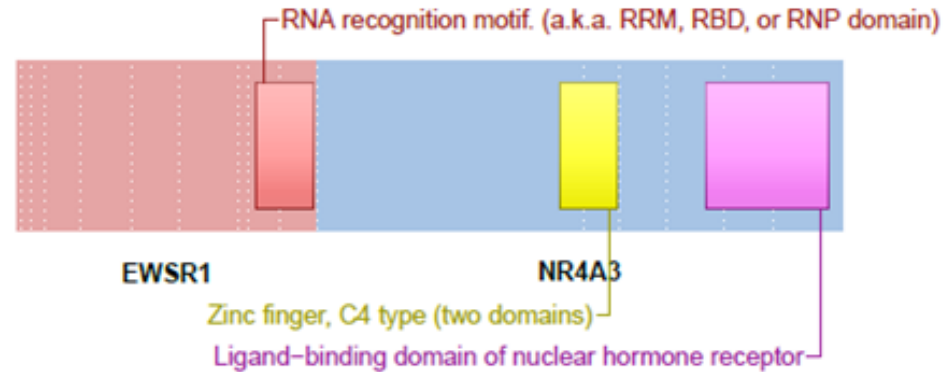 RNA recognition motif. (a.k.a. RRM, RBD, or RNP domain)
EWSR1
NR4A3
Zinc finger, C4 type (two domains)
Ligand−binding domain of nuclear hormone receptor